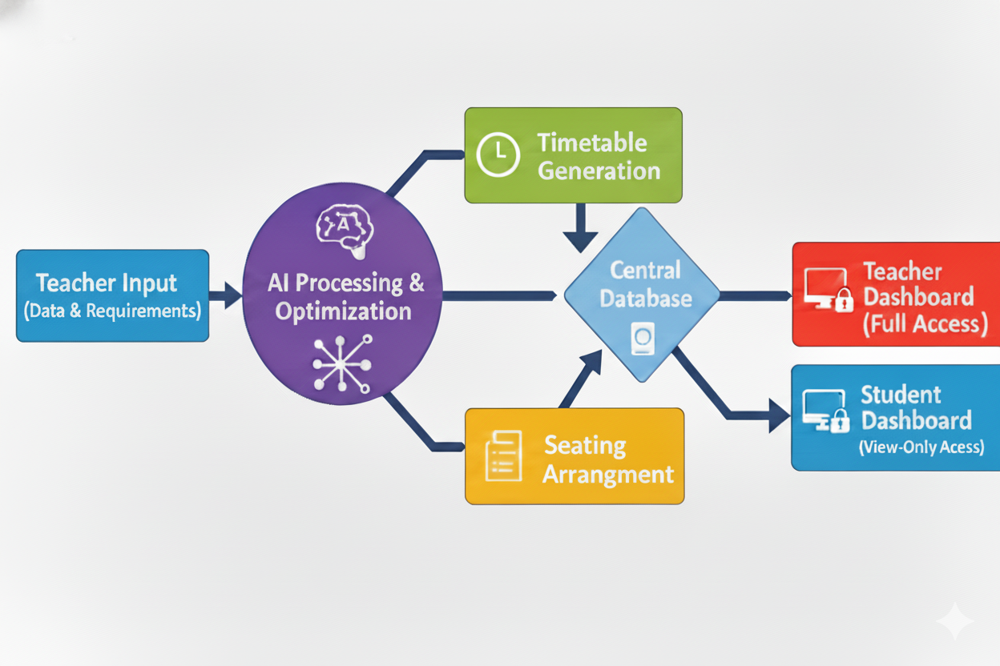 Teacher Input
(Data & Requirements)
A
AI Processing &
Optimization
Timetable
Generation
Central
Database
Seating
Arrangment
Teacher
Dashboard
(Full Access)
Student
Dashboard
(View-Only Acess)